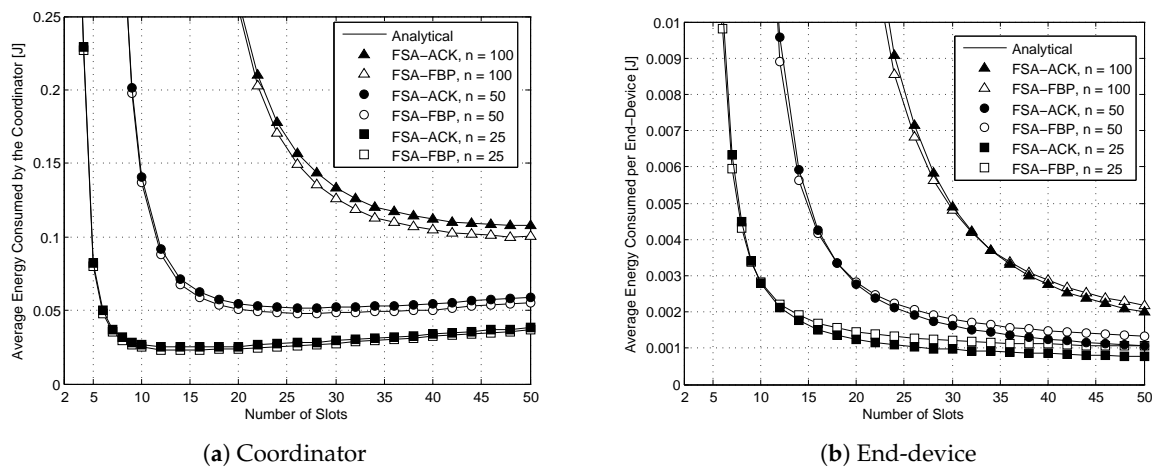 Average Energy Consumed by the Coordinator [J]
0.25
0.2
0.15
0.1
0.05
0
2 5 10 15 20 25 30 35 40 45 50
Number of Slots
Analytical
FSA−ACK, n = 100
FSA−FBP, n = 100
FSA−ACK, n = 50
FSA−FBP, n = 50
FSA−ACK, n = 25
FSA−FBP, n = 25
(a) Coordinator
Average Energy Consumed per End−Device [J]
0.01
0.009
0.008
0.007
0.006
0.005
0.004
0.003
0.002
0.001
0
2 5 10 15 20 25 30 35 40 45 50
Number of Slots
Analytical
FSA−ACK, n = 100
FSA−FBP, n = 100
FSA−ACK, n = 50
FSA−FBP, n = 50
FSA−ACK, n = 25
FSA−FBP, n = 25
(b) End-device